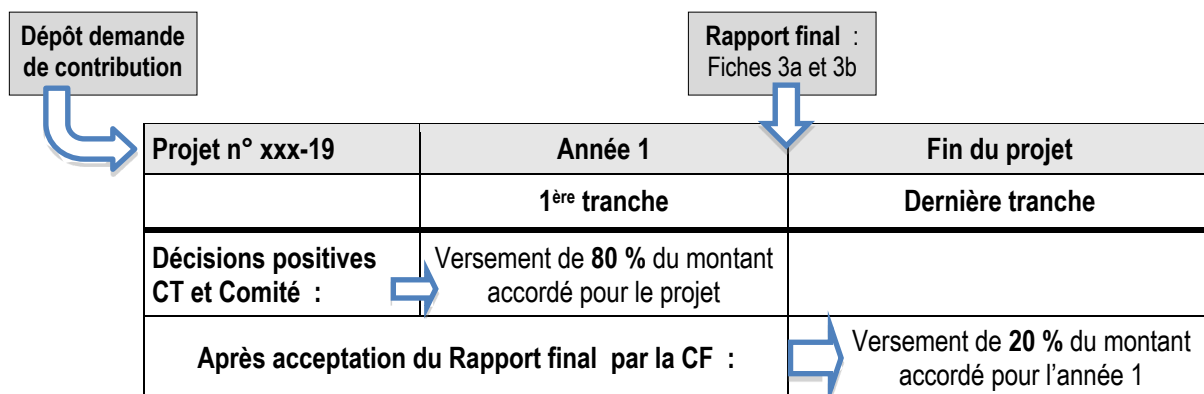 Dépôt demande
de contribution
Rapport final :
Fiches 3a et 3b
Projet n° xxx-19
Année 1
Fin du projet
1ère tranche
Dernière tranche
Décisions positives
CT et Comité :
Versement de 80 % du montant
accordé pour le projet
Après acceptation du Rapport final par la CF :
Versement de 20 % du montant
accordé pour l'année 1